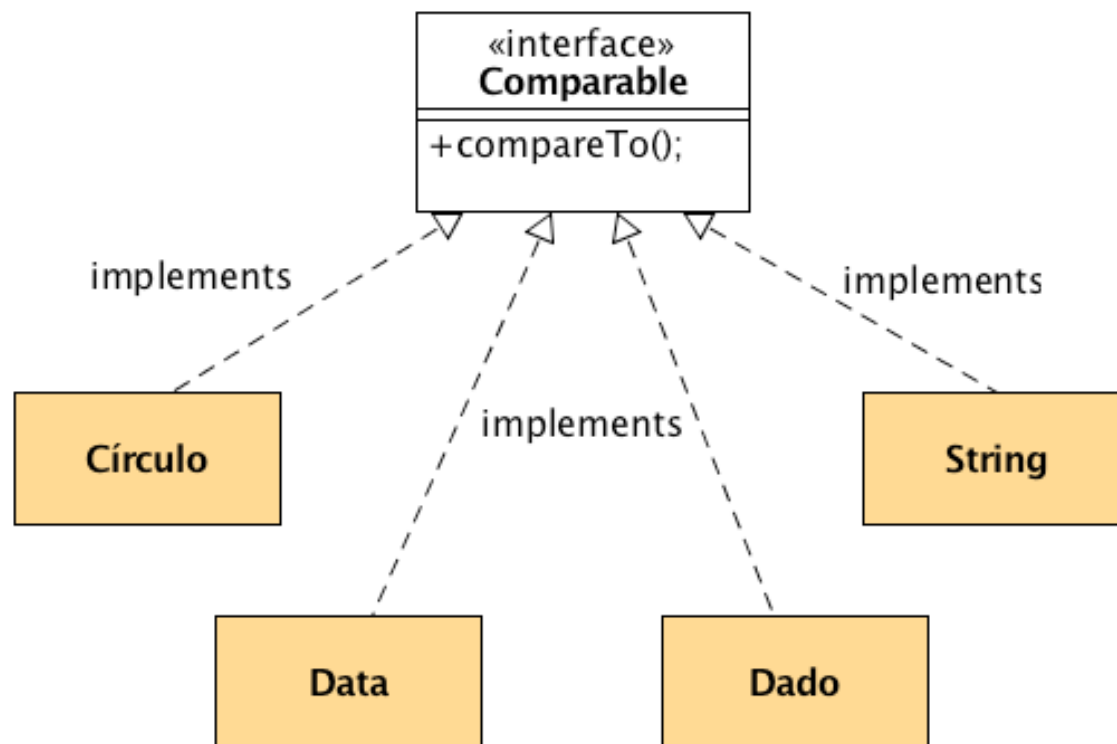 «interface»
Comparable
+compareTo();
implements
implements
implements
Círculo
String
Data
Dado